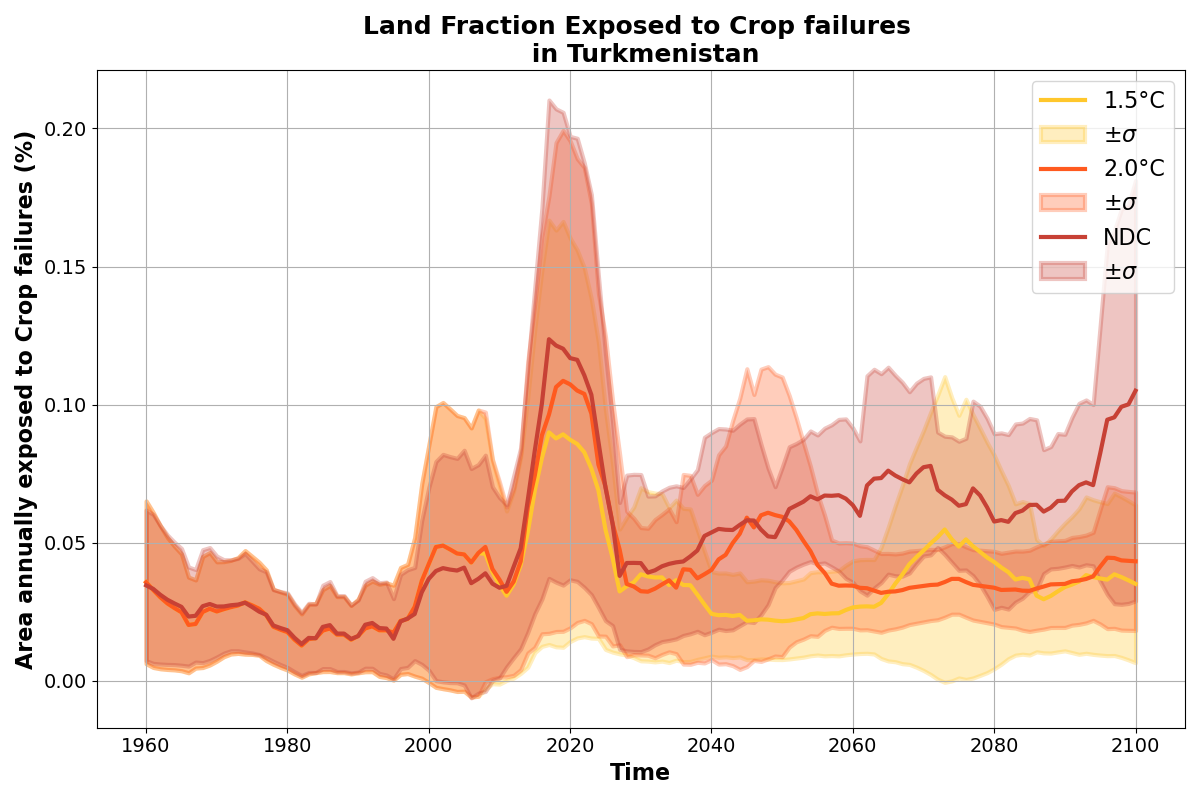 Land Fraction Exposed to Crop failures
in Turkmenistan
Area annually exposed to Crop failures (%)
0.20
0.15
0.10
0.05
0.00
1960
1980
2000
2020
2040
2060
2080
2100
Time
1.5°C
±σ
2.0°C
±σ
NDC
±σ